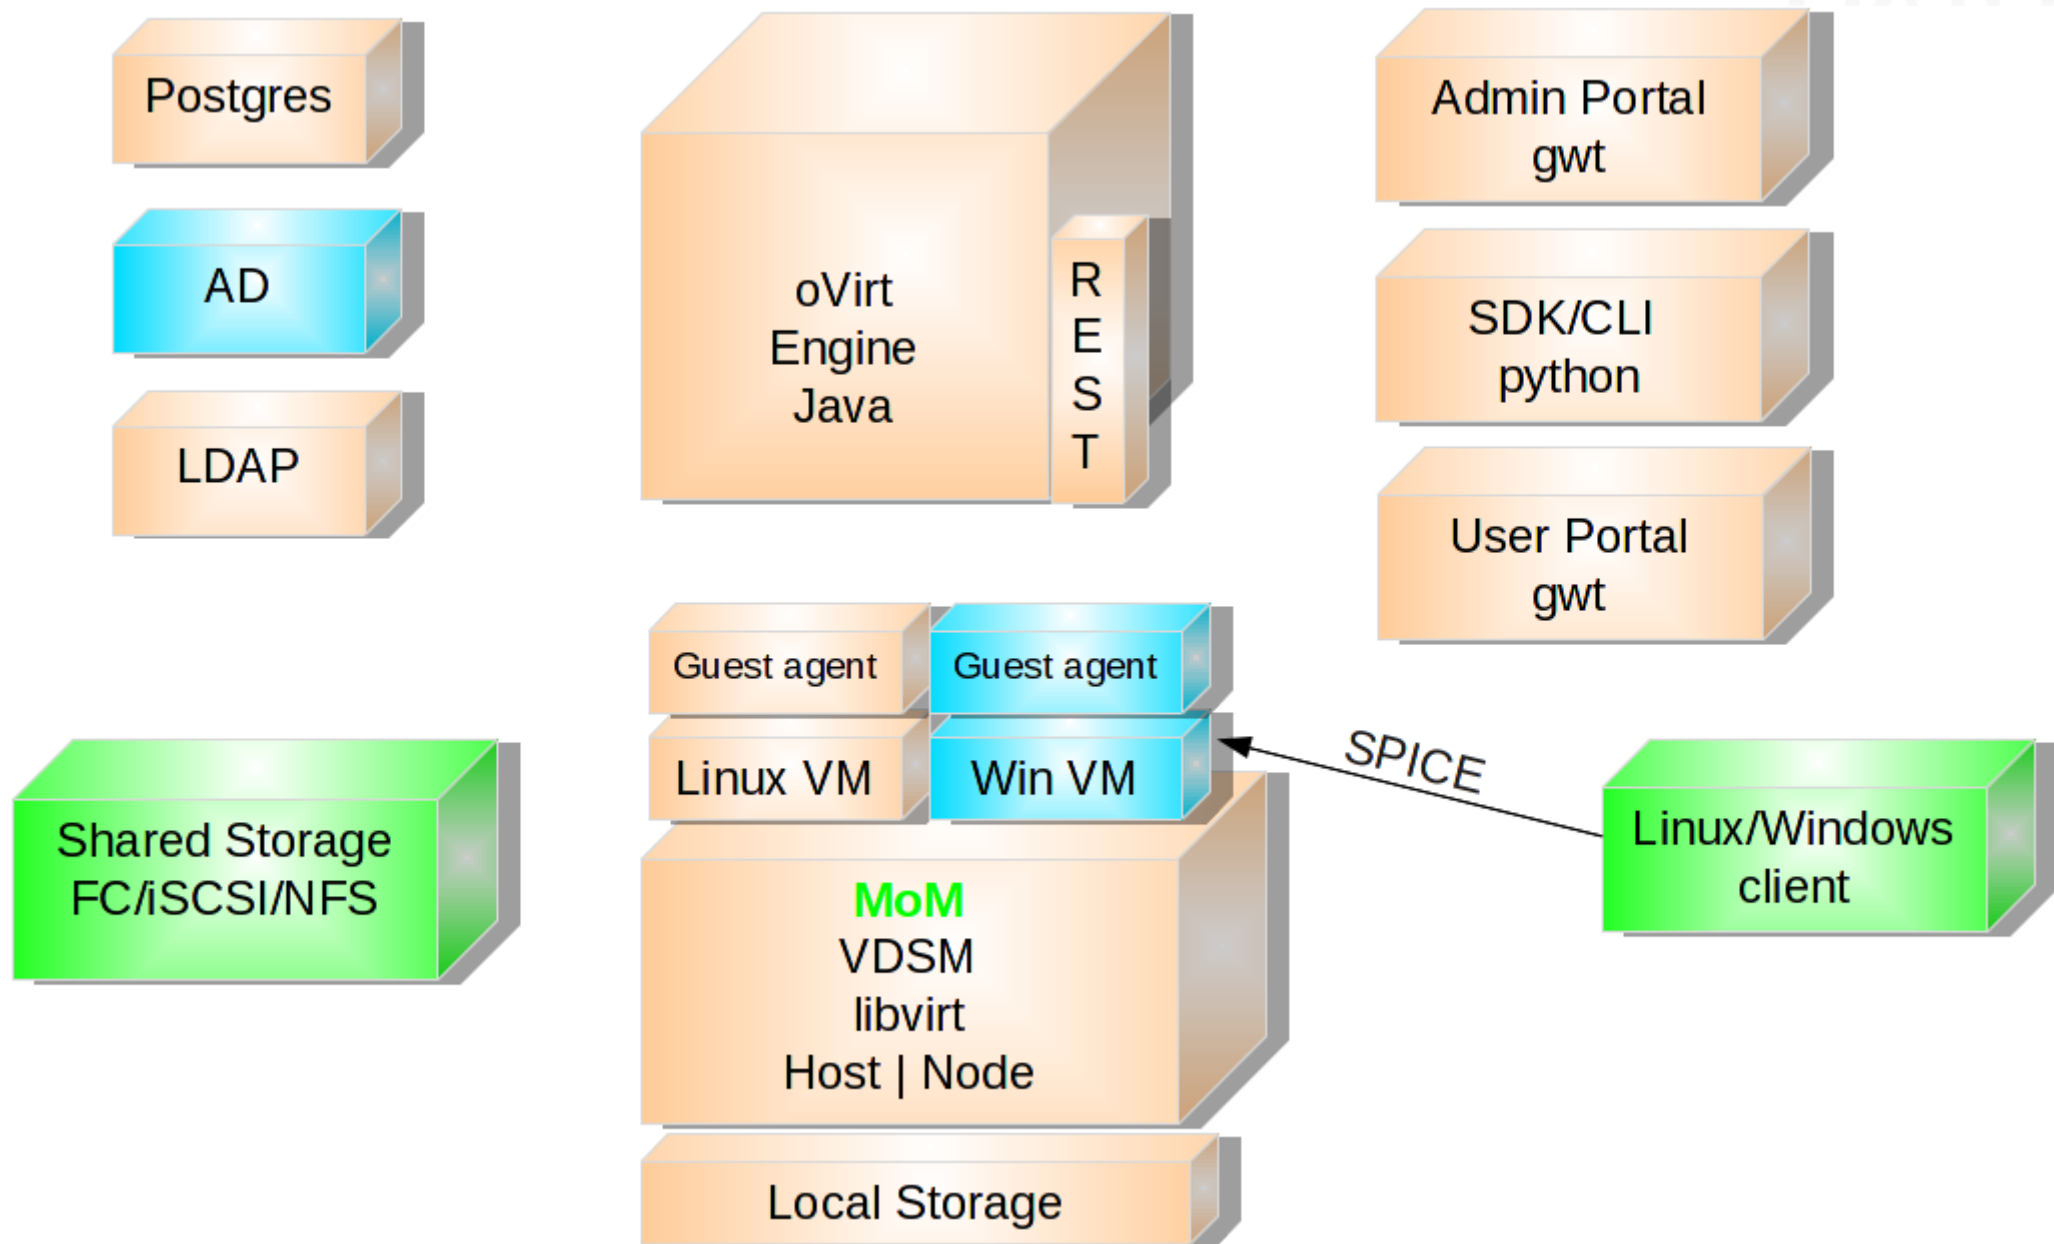 Postgres
AD
LDAP
oVirt
Engine
Java
R
E
S
T
Admin Portal
gwt
SDK/CLI
python
User Portal
gwt
Guest agent
Guest agent
Linux VM
Win VM
SPICE
Shared Storage
FC/iSCSI/NFS
Linux/Windows
client
MoM
VDSM
libvirt
Host | Node
Local Storage